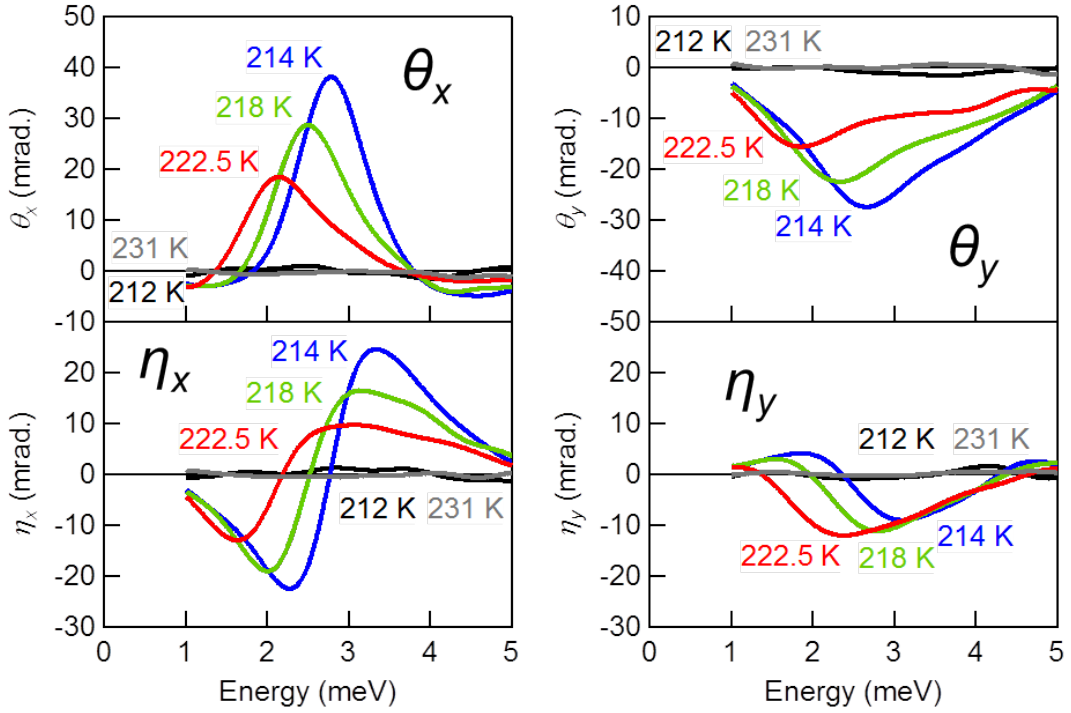 50
40
30
20
10
0
-10
θx (mrad.)
214 K
218 K
222.5 K
231 K
212 K
θx
10
0
-10
-20
-30
-40
-50
θy (mrad.)
212 K
231 K
222.5 K
218 K
214 K
θy
20
10
0
-10
-20
-30
ηx (mrad.)
ηx
214 K
218 K
222.5 K
212 K
231 K
0
1
2
3
4
5
Energy (meV)
20
10
0
-10
-20
-30
ηy (mrad.)
ηy
212 K
231 K
214 K
222.5 K
218 K
0
1
2
3
4
5
Energy (meV)